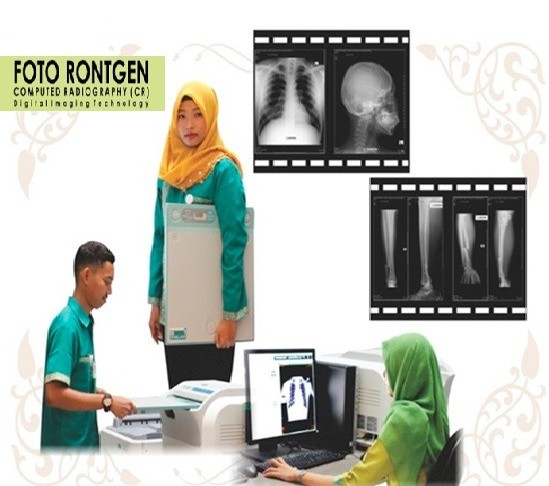 FOTO RONTGEN
COMPUTED RADIOGRAPHY (CR)
Digital Imaging Technology